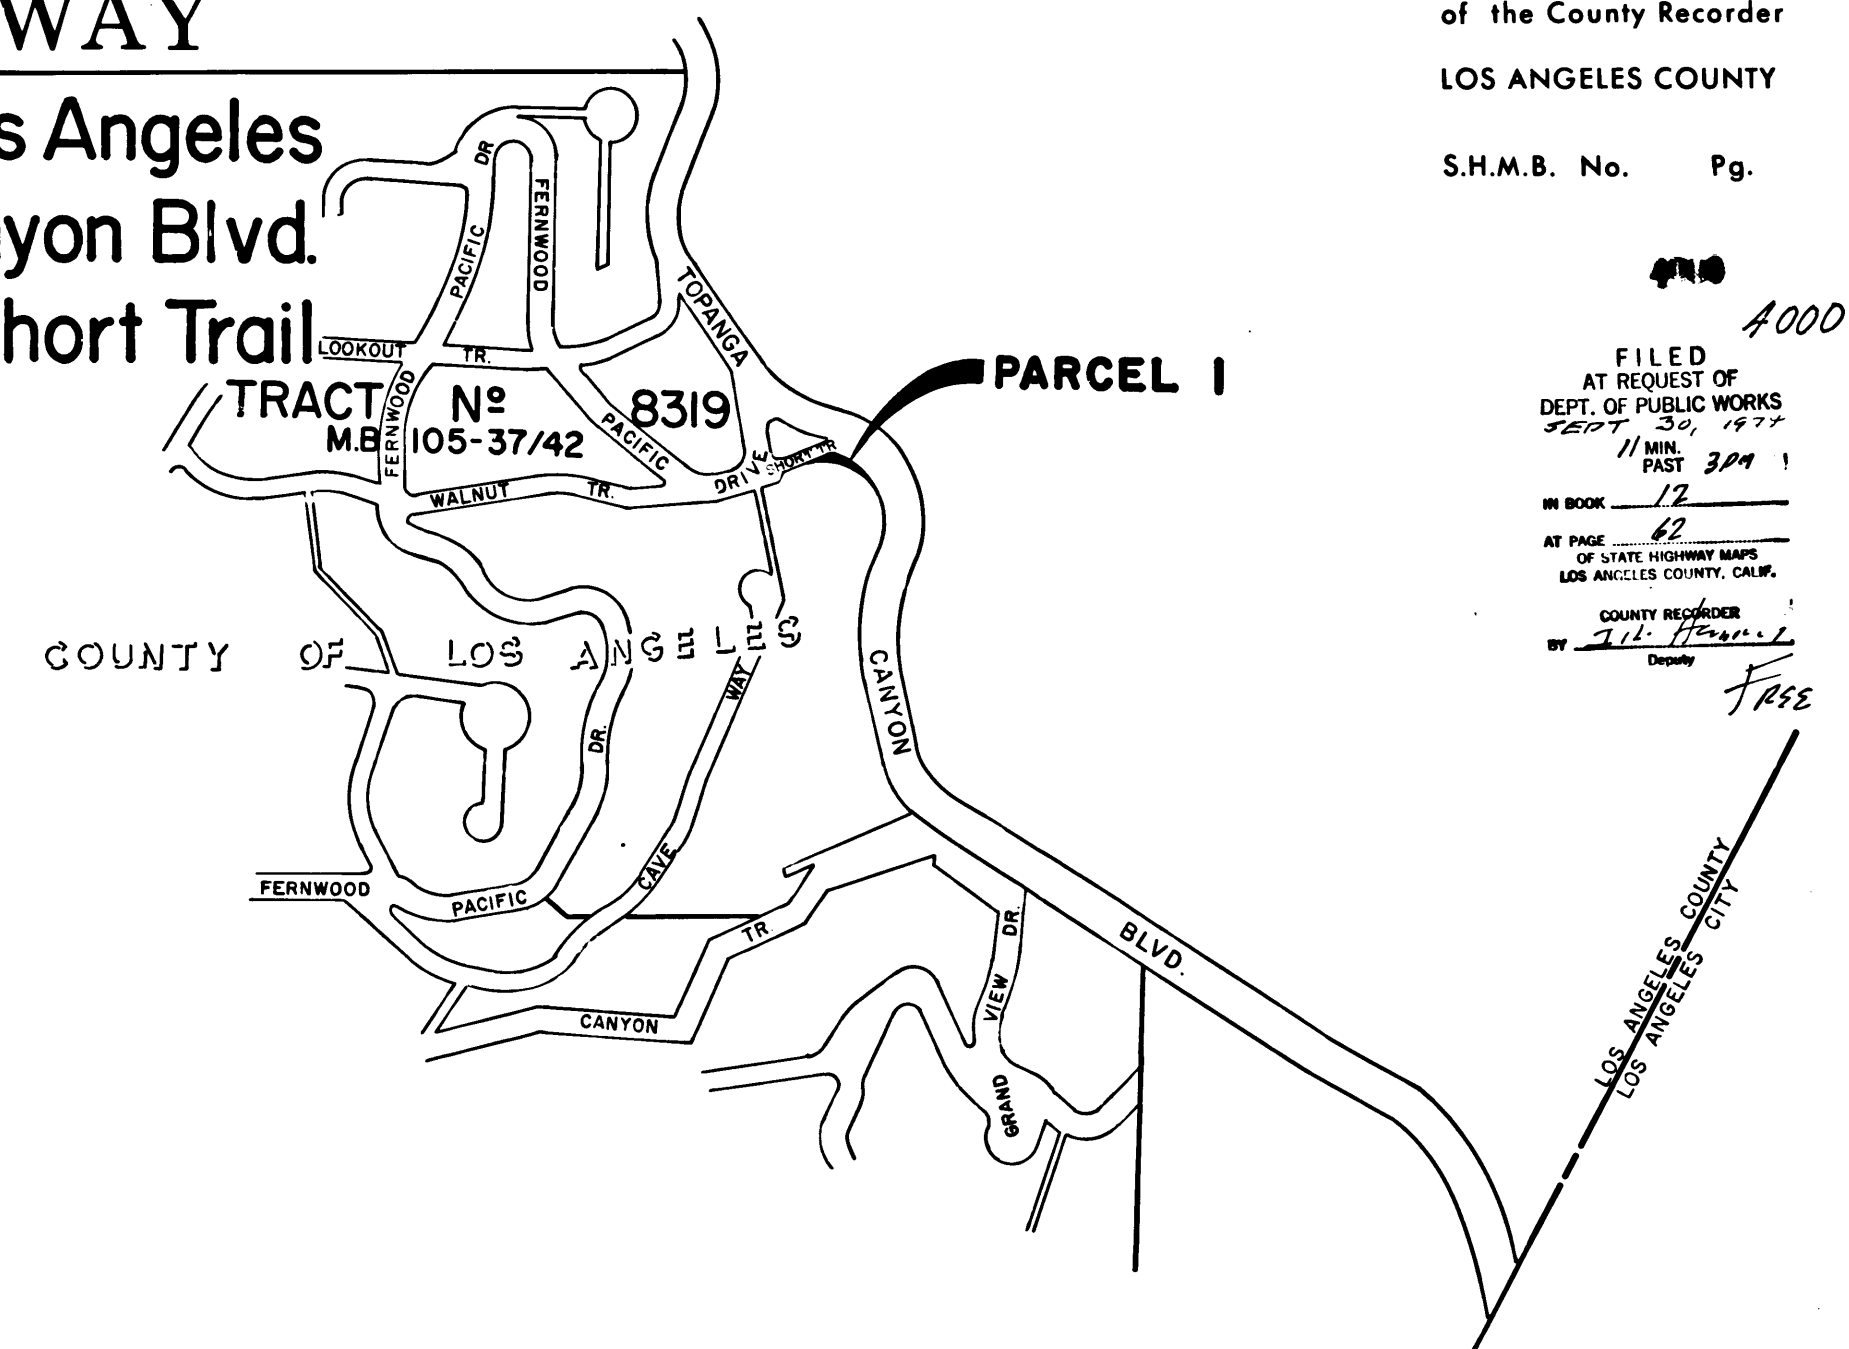 WAY
s Angeles
yon Blvd.
hort Trail
of the County Recorder
LOS ANGELES COUNTY
S.H.M.B. No. Pg.
4000
FILED
AT REQUEST OF
DEPT. OF PUBLIC WORKS
SEPT 30, 197
11 MIN.
PAST 3PM
IN BOOK 12
AT PAGE 62
OF STATE HIGHWAY MAPS
LOS ANGELES COUNTY, CALIF.
COUNTY RECORDER
BY
Deputy
FREE
PACIFIC DR
FERNWOOD
TOPANGA
LOOKOUT TR.
PARCEL 1
TRACT Nº 8319
M.B 105-37/42
FERNWOOD
PACIFIC
DRIVE
SHORT TR
WALNUT TR.
COUNTY OF LOS ANGELES
CANYON
WAY
DR.
CAVE
FERNWOOD
PACIFIC
TR.
CANYON
DR.
VIEW
GRAND
BLVD.
LOS ANGELES COUNTY
LOS ANGELES CITY